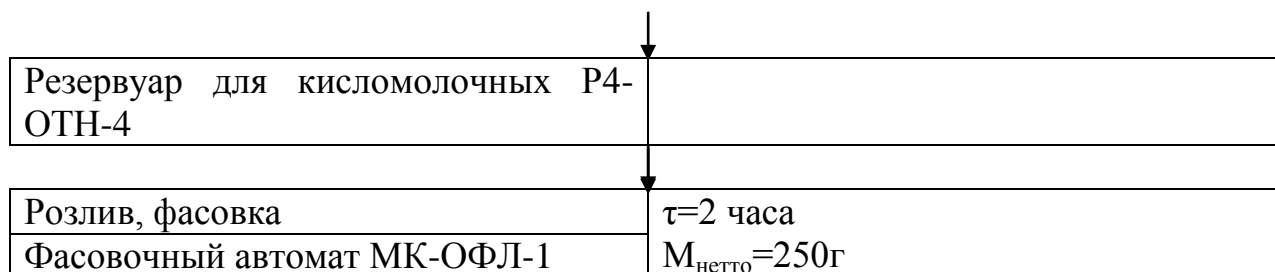 Резервуар для кисломолочных Р4-
ОТН-4
Розлив, фасовка
τ=2 часа
Фасовочный автомат МК-ОФЛ-1
Мнетто=250г